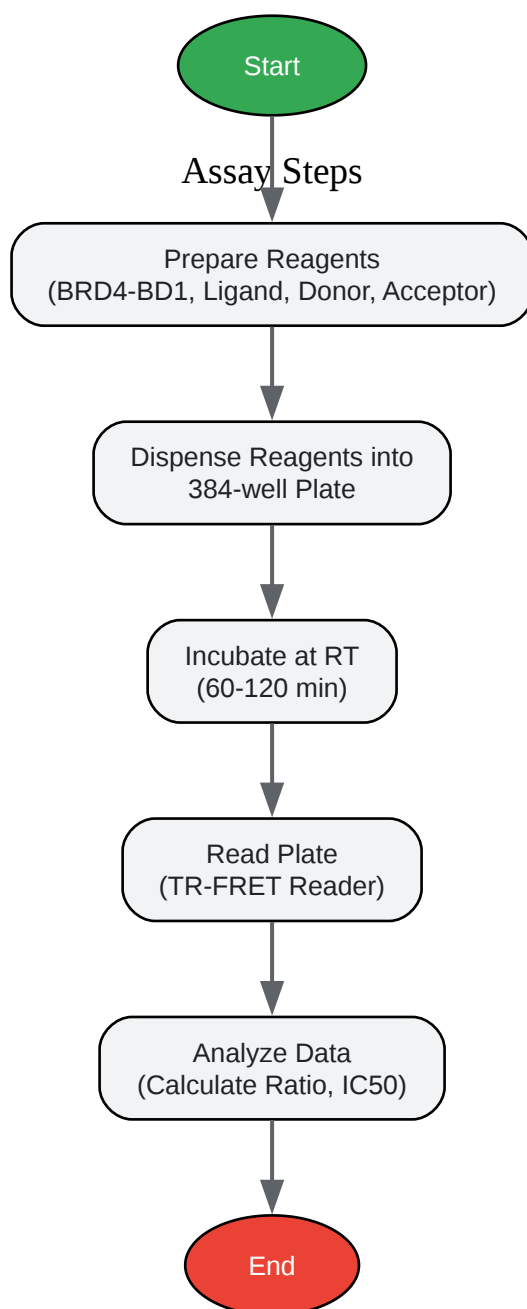 Start
Assay Steps
Prepare Reagents
(BRD4-BD1, Ligand, Donor, Acceptor)
Dispense Reagents into
384-well Plate
Incubate at RT
(60-120 min)
Read Plate
(TR-FRET Reader)
Analyze Data
(Calculate Ratio, IC50)
End